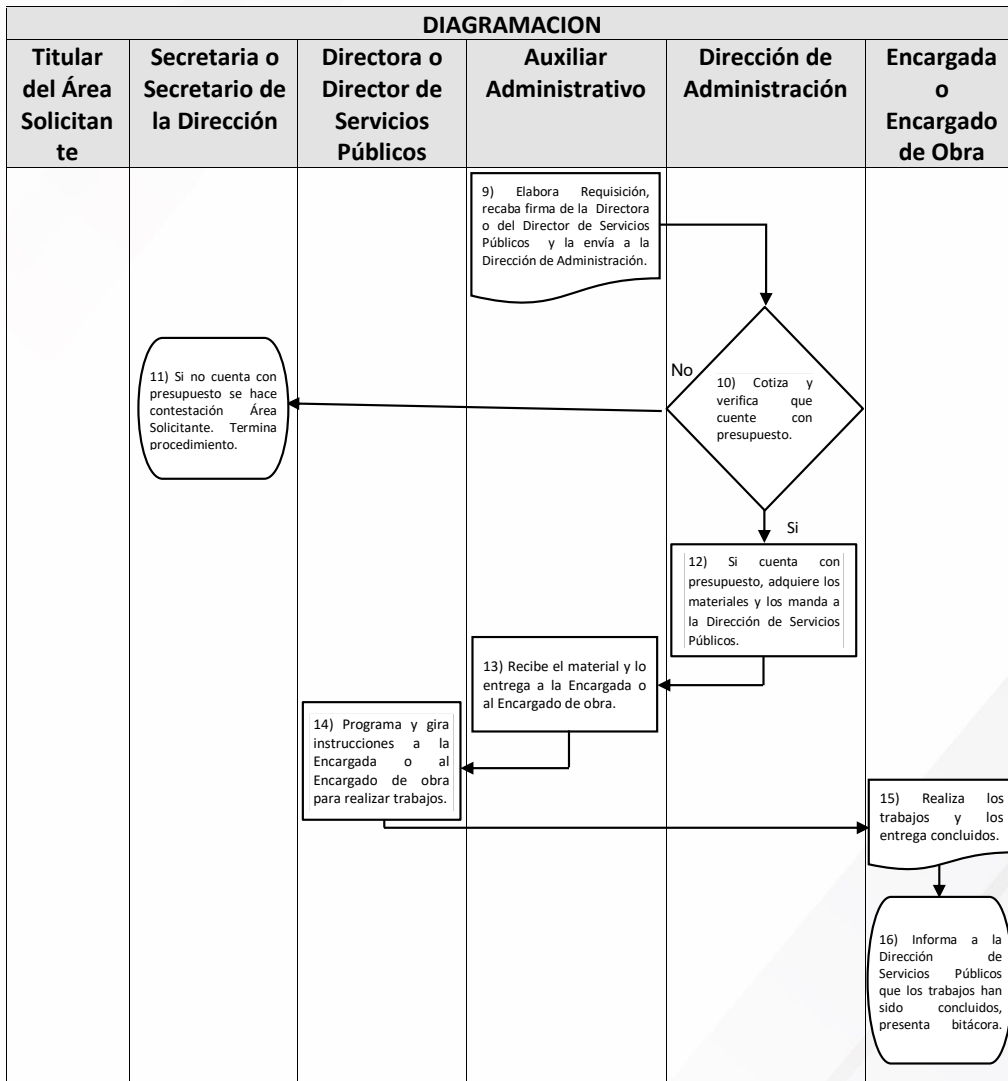 DIAGRAMACION
Titular
del Área
Solicitan
te
Secretaria o
Secretario de
la Dirección
Directora o
Director de
Servicios
Públicos
Auxiliar
Administrativo
Dirección de
Administración
Encargada
o
Encargado
de Obra
9) Elabora Requisición,
recaba firma de la Directora
o del Director de Servicios
Públicos y la envía a la
Dirección de Administración.
No
10) Cotiza y
verifica que
cuente con
presupuesto.
11) Si no cuenta con
presupuesto se hace
contestación Área
Solicitante. Termina
procedimiento.
Si
12) Si cuenta con
presupuesto, adquiere los
materiales y los manda a
la Dirección de Servicios
Públicos.
13) Recibe el material y lo
entrega a la Encargada o
al Encargado de obra.
14) Programa y gira
instrucciones a la
Encargada o al
Encargado de obra
para realizar trabajos.
15) Realiza los
trabajos y los
entrega concluidos.
16) Informa a la
Dirección de
Servicios Públicos
que los trabajos han
sido concluidos,
presenta bitácora.